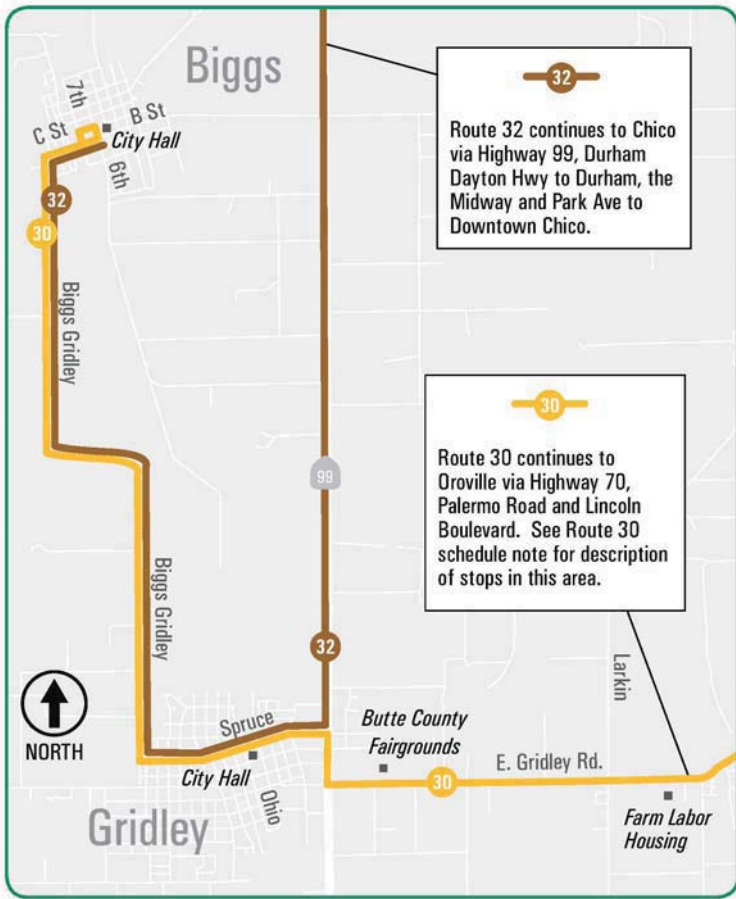 Biggs
7th
B St
C St
City Hall
6th
32
30
Biggs Gridley
32
Route 32 continues to Chico
via Highway 99, Durham
Dayton Hwy to Durham, the
Midway and Park Ave to
Downtown Chico.
30
Route 30 continues to
Oroville via Highway 70,
Palermo Road and Lincoln
Boulevard. See Route 30
schedule note for description
of stops in this area.
99
Biggs Gridley
32
Larkin
NORTH
Spruce
City Hall
Ohio
Gridley
Butte County
Fairgrounds
30
E. Gridley Rd.
Farm Labor
Housing